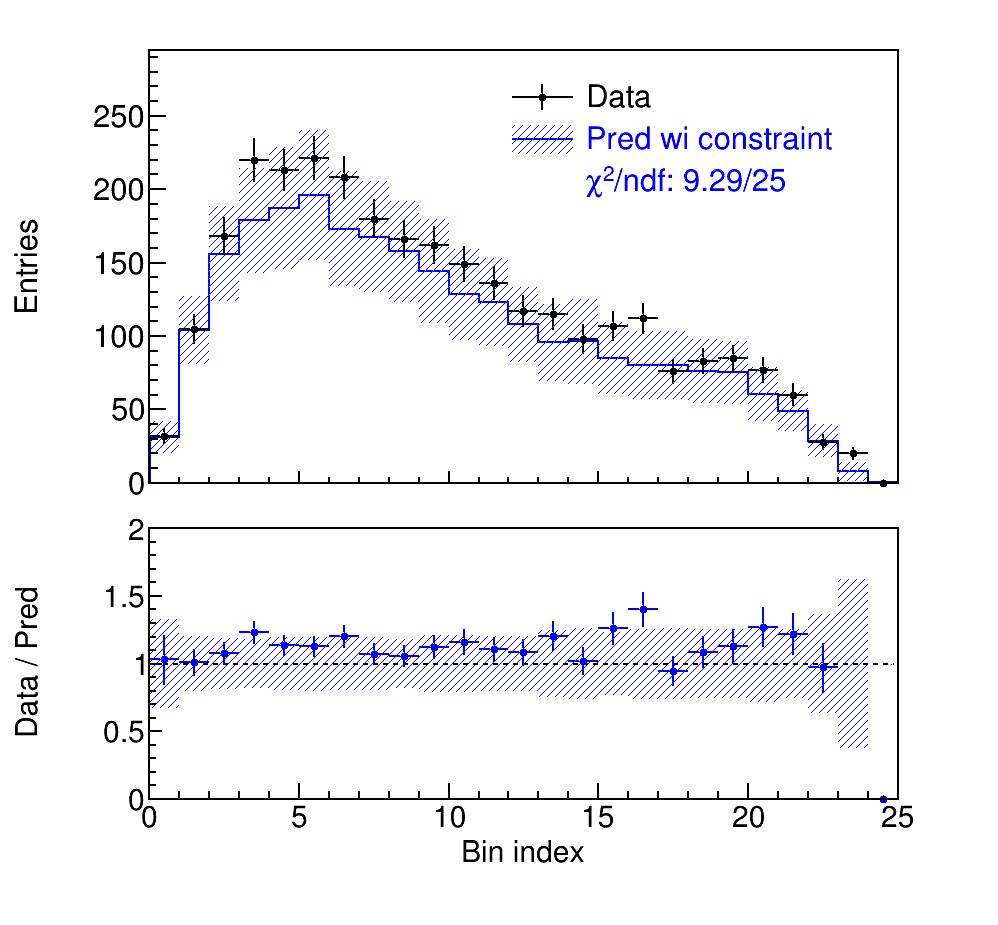 Entries
250
200
150
100
50
0
Data
Pred wi constraint
χ²/ndf: 9.29/25
Data / Pred
2
1.5
1
0.5
0
0 5 10 15 20 25
Bin index